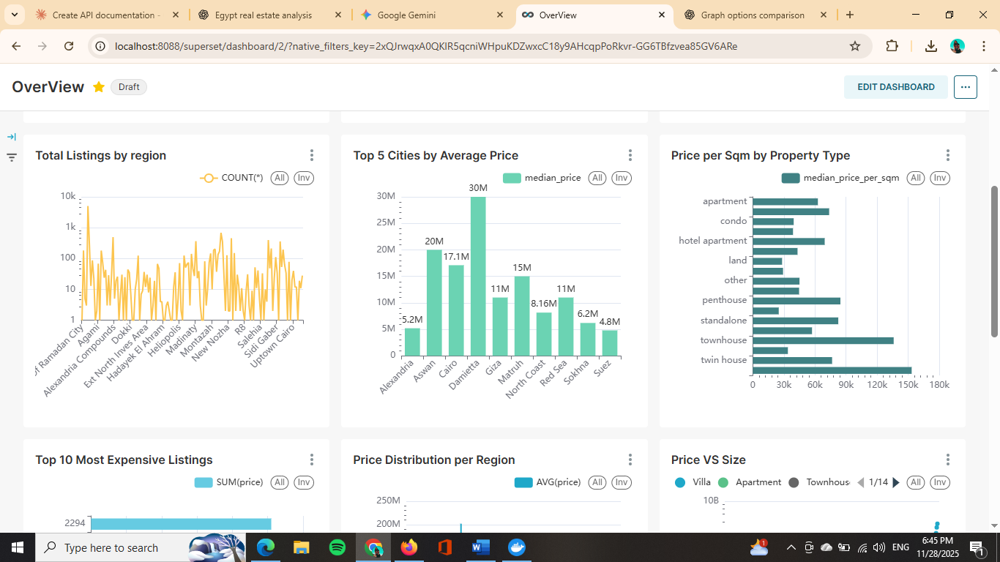 Create API documentation -
Egypt real estate analysis
Google Gemini
OverView
Graph options comparison
localhost:8088/superset/dashboard/2/?native_filters_key=2xQJrwqxA0QKlR5qcniWHpuKDZwxcC18y9AHcqpPoRkvr-GG6TBfzvea85GV6ARe
OverView
Draft
EDIT DASHBOARD
Total Listings by region
COUNT(*)
All
Inv
10k
1k
100
10
1
of Ramadan City
Agami
Alexandria Compounds
Dokki
Ext North Inves Area
Hadayek El Ahram
Heliopolis
Madinaty
Montazah
New Nozha
R8
Salehia
Sidi Gaber
Uptown Cairo
Top 5 Cities by Average Price
median_price
All
Inv
30M
25M
20M
15M
10M
5M
0
5.2M
20M
17.1M
30M
11M
15M
8.16M
11M
6.2M
4.8M
Alexandria
Aswan
Cairo
Damietta
Giza
Matruh
North Coast
Red Sea
Sokhna
Suez
Price per Sqm by Property Type
median_price_per_sqm
All
Inv
apartment
condo
hotel apartment
land
other
penthouse
standalone
townhouse
twin house
0 30k 60k 90k 120k 150k 180k
Top 10 Most Expensive Listings
SUM(price)
All
Inv
2294
Price Distribution per Region
AVG(price)
All
Inv
250M
200M
Price VS Size
Villa
Apartment
Townhous
1/14
All
Inv
10B
Type here to search
1
ENG
6:45 PM
11/28/2025
1